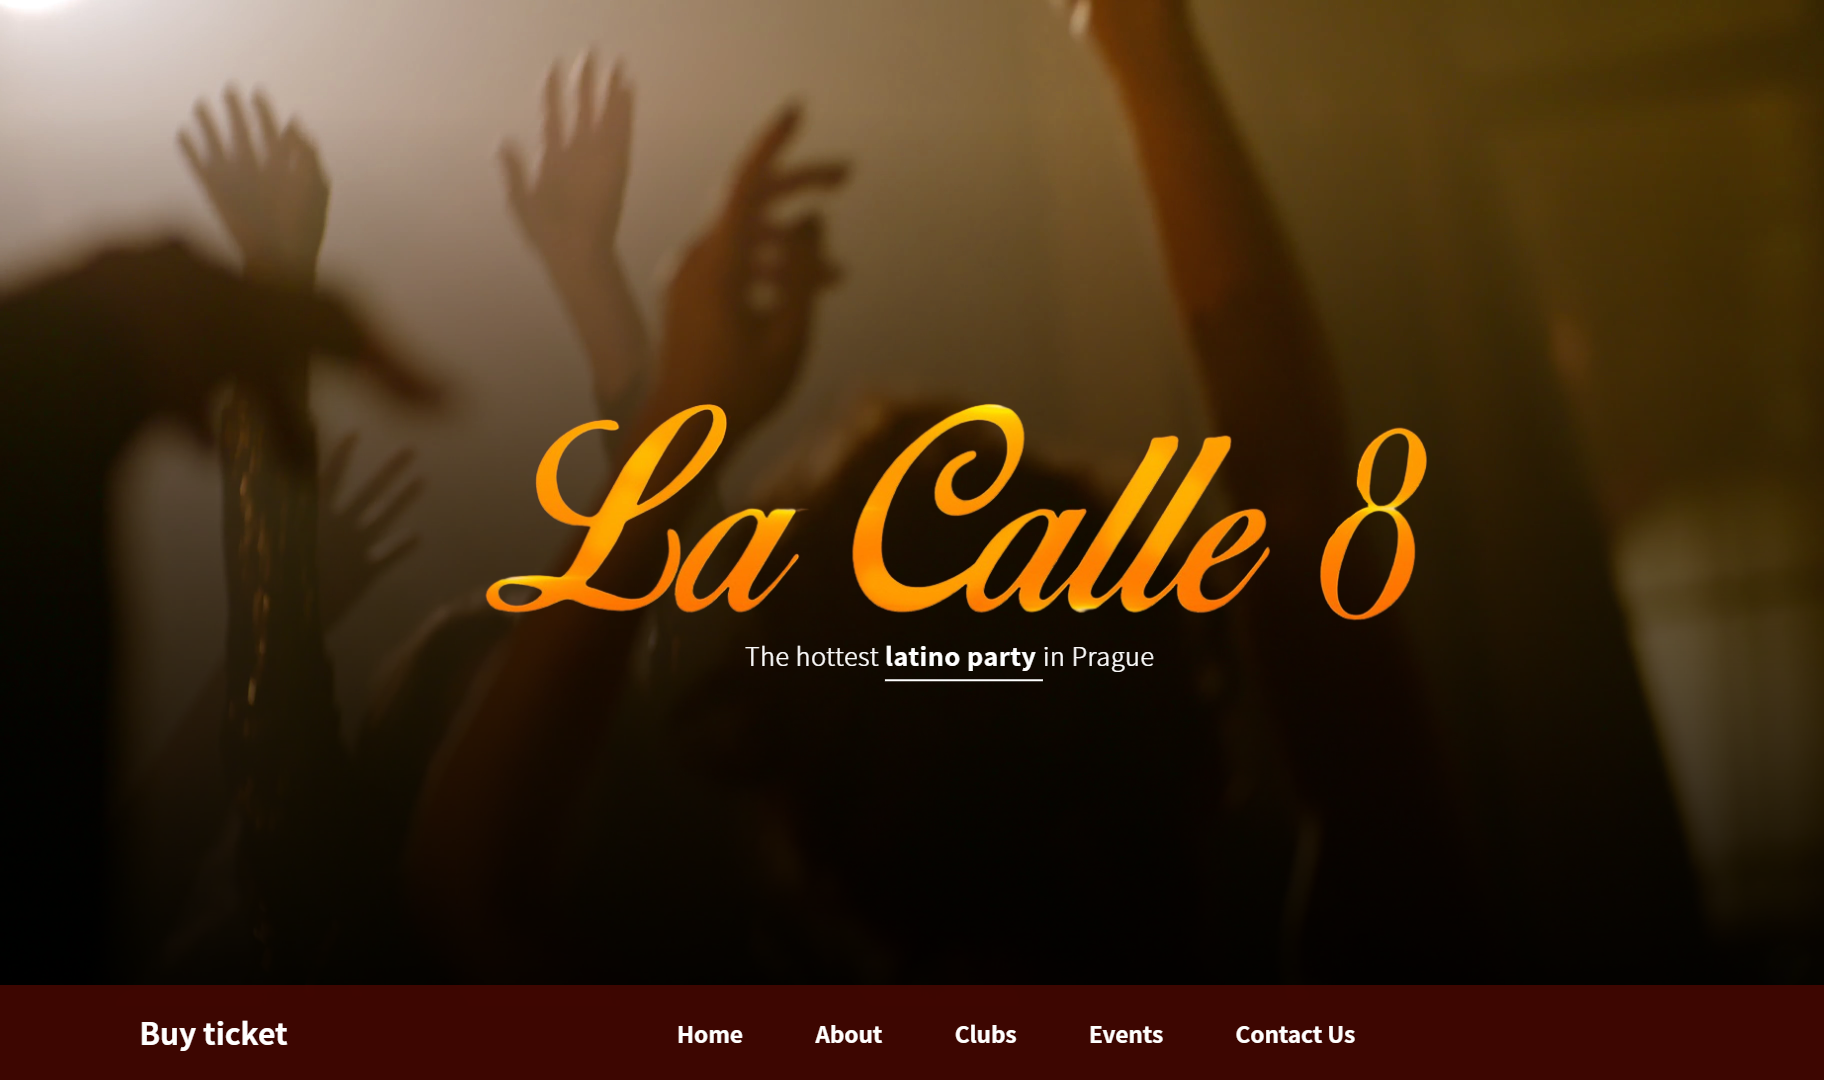 La Calle 8
The hottest latino party in Prague
Buy ticket Home About Clubs Events Contact Us